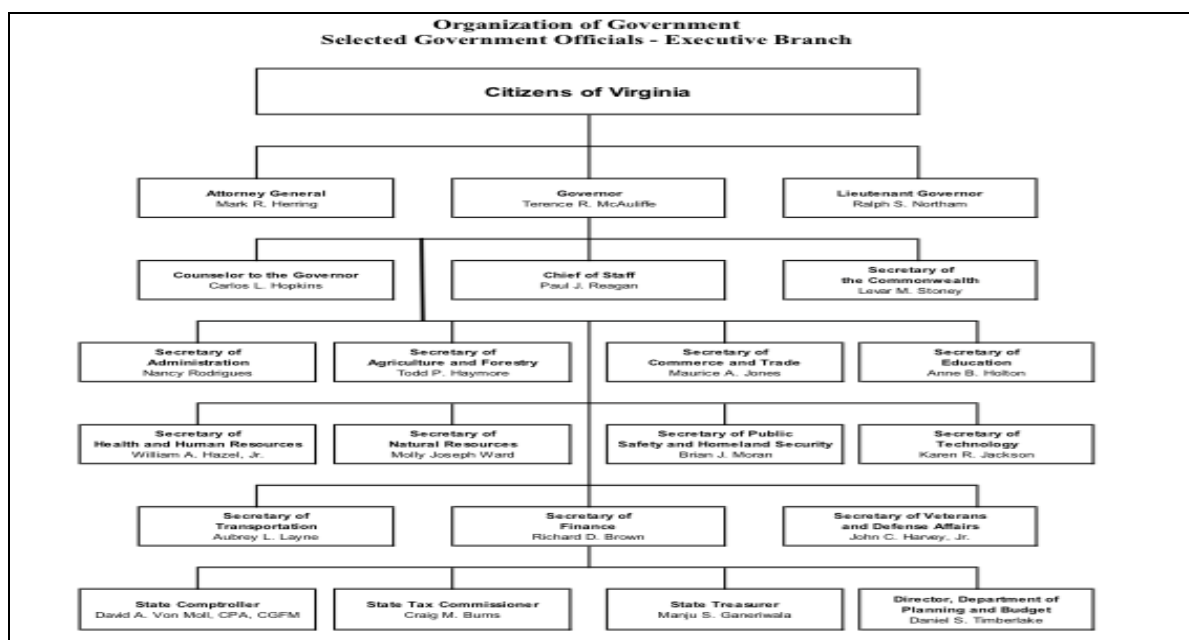 Organization of Government
Selected Government Officials - Executive Branch
Citizens of Virginia
Attorney General
Mark R. Herring
Governor
Terence R. McAuliffe
Lieutenant Governor
Ralph S. Northam
Counselor to the Governor
Carlos L. Hopkins
Chief of Staff
Paul J. Reagan
Secretary of
the Commonwealth
Levar M. Stoney
Secretary of
Administration
Nancy Rodrigues
Secretary of
Agriculture and Forestry
Todd P. Haymore
Secretary of
Commerce and Trade
Maurice A. Jones
Secretary of
Education
Anne B. Holton
Secretary of
Health and Human Resources
William A. Hazel, Jr.
Secretary of
Natural Resources
Molly Joseph Ward
Secretary of Public
Safety and Homeland Security
Brian J. Moran
Secretary of
Technology
Karen R. Jackson
Secretary of
Transportation
Aubrey L. Layne
Secretary of
Finance
Richard D. Brown
Secretary of Veterans
and Defense Affairs
John C. Harvey, Jr.
State Comptroller
David A. Von Moll, CPA, CGFM
State Tax Commissioner
Craig M. Burns
State Treasurer
Manju S. Ganeriwala
Director, Department of
Planning and Budget
Daniel S. Timberlake